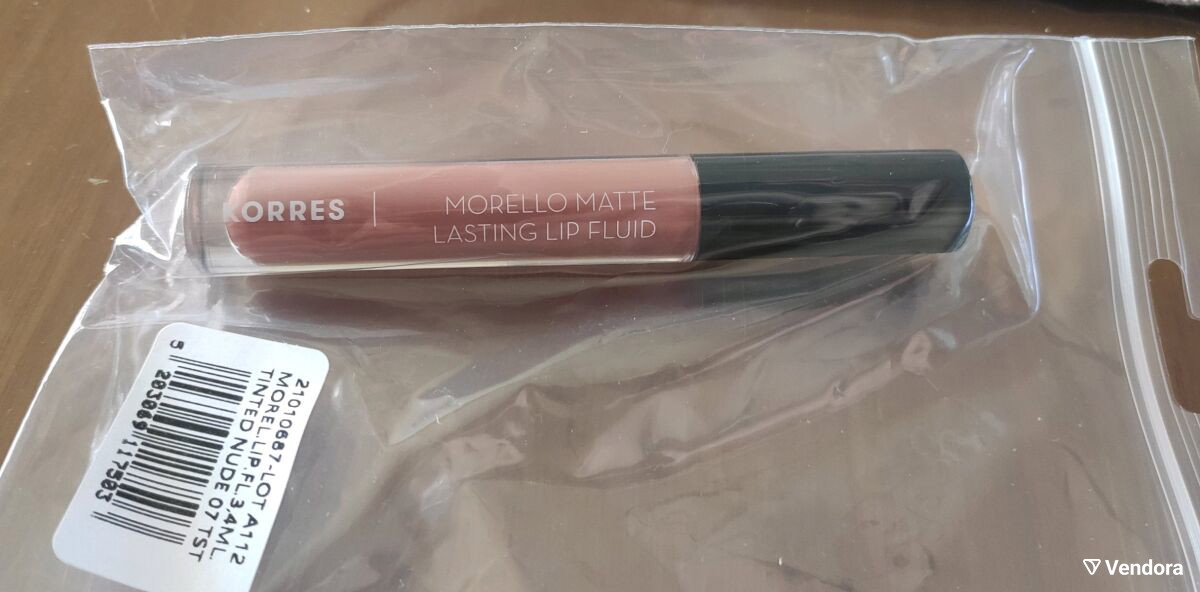 KORRES | MORELLO MATTE
LASTING LIP FLUID
21010687-LOT A112
MOREL.LIP.FL.3,4ML.
TINTED NUDE 07 TST
5 203069 117503
Vendora